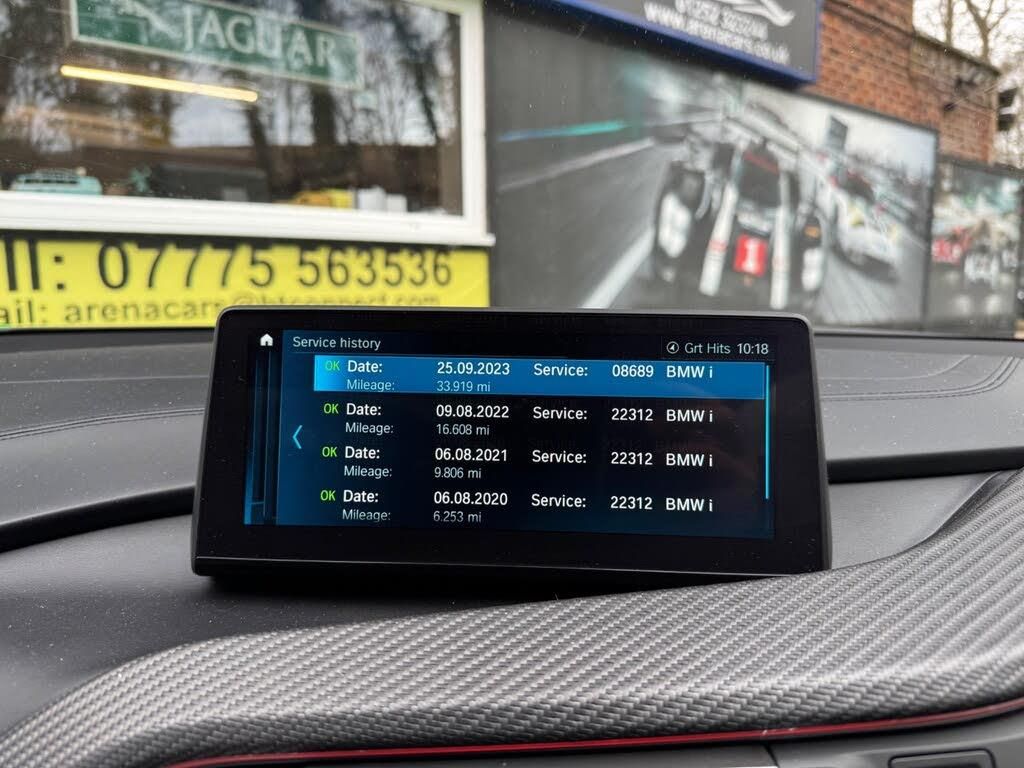 JAGUAR
01252 323244
www.arenacars.co.uk
ll: 07775 563536
ail: arenacars@btconnect.com
1
Service history
Grt Hits 10:18
OK Date: 25.09.2023 Service: 08689 BMW i
Mileage: 33.919 mi
OK Date: 09.08.2022 Service: 22312 BMW i
Mileage: 16.608 mi
OK Date: 06.08.2021 Service: 22312 BMW i
Mileage: 9.806 mi
OK Date: 06.08.2020 Service: 22312 BMW i
Mileage: 6.253 mi